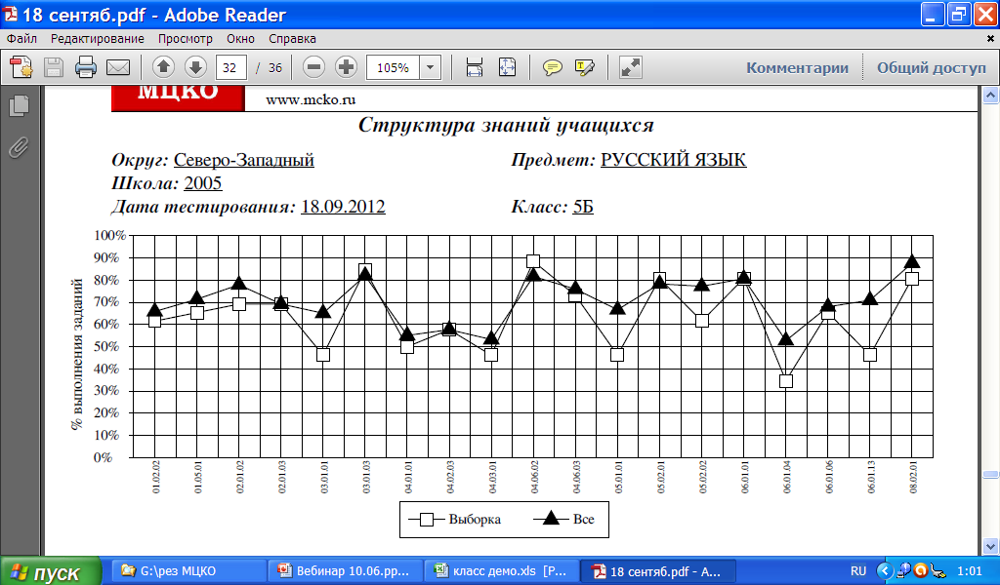 18 сентяб.pdf - Adobe Reader
Файл Редактирование Просмотр Окно Справка
32 / 36 105% Комментарии Общий доступ
МЦКО www.mcko.ru
Структура знаний учащихся
Округ: Северо-Западный Предмет: РУССКИЙ ЯЗЫК
Школа: 2005
Дата тестирования: 18.09.2012 Класс: 5Б
% выполнения заданий
100%
90%
80%
70%
60%
50%
40%
30%
20%
10%
0%
01.02.02 01.05.01 02.01.02 02.01.03 03.01.01 03.01.03 04.01.01 04.02.03 04.03.01 04.06.02 04.06.03 05.01.01 05.02.01 05.02.02 06.01.01 06.01.04 06.01.06 06.01.13 08.02.01
Выборка Все
пуск G:\рез МЦКО Вебинар 10.06.pp... класс демо.xls [Р... 18 сентяб.pdf - A... RU 1:01